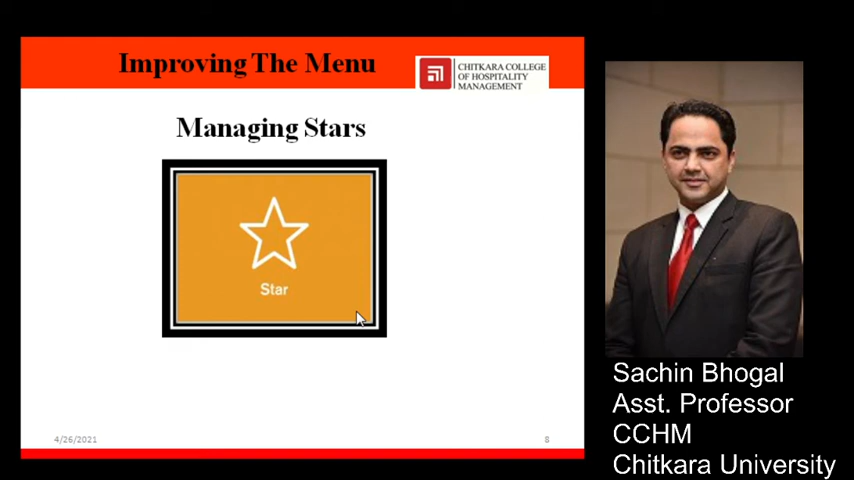 Improving The Menu
CHITKARA COLLEGE
OF HOSPITALITY
MANAGEMENT
Managing Stars
Star
4/26/2021
8
Sachin Bhogal
Asst. Professor
CCHM
Chitkara University